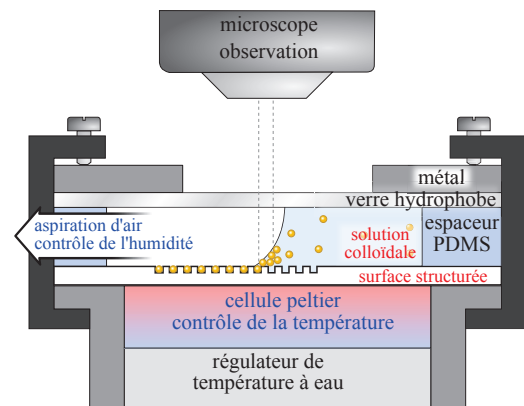 microscope
observation
métal
verre hydrophobe
aspiration d'air
contrôle de l'humidité
solution
colloïdale
espaceur
PDMS
surface structurée
cellule peltier
contrôle de la température
régulateur de
température à eau